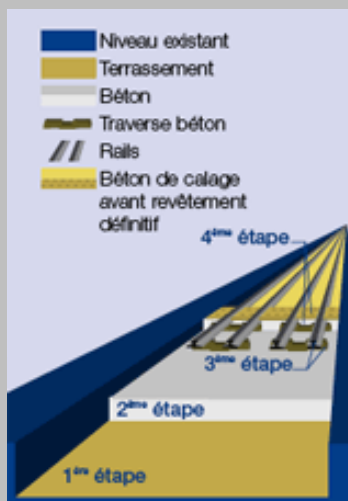 Niveau existant
Terrassement
Béton
Traverse béton
Rails
Béton de calage
avant revêtement
définitif
4ème étape
3ème étape
2ème étape
1ère étape